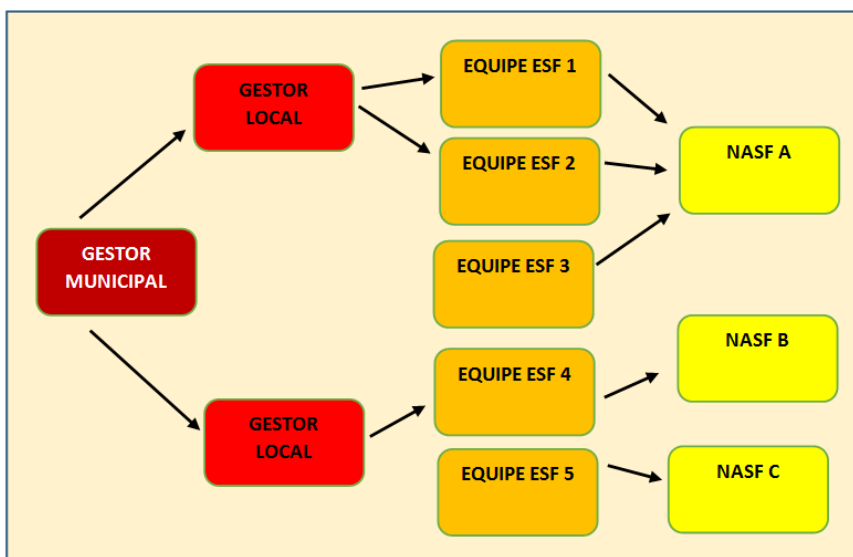 GESTOR
MUNICIPAL
GESTOR
LOCAL
GESTOR
LOCAL
EQUIPE ESF 1
EQUIPE ESF 2
EQUIPE ESF 3
EQUIPE ESF 4
EQUIPE ESF 5
NASF A
NASF B
NASF C